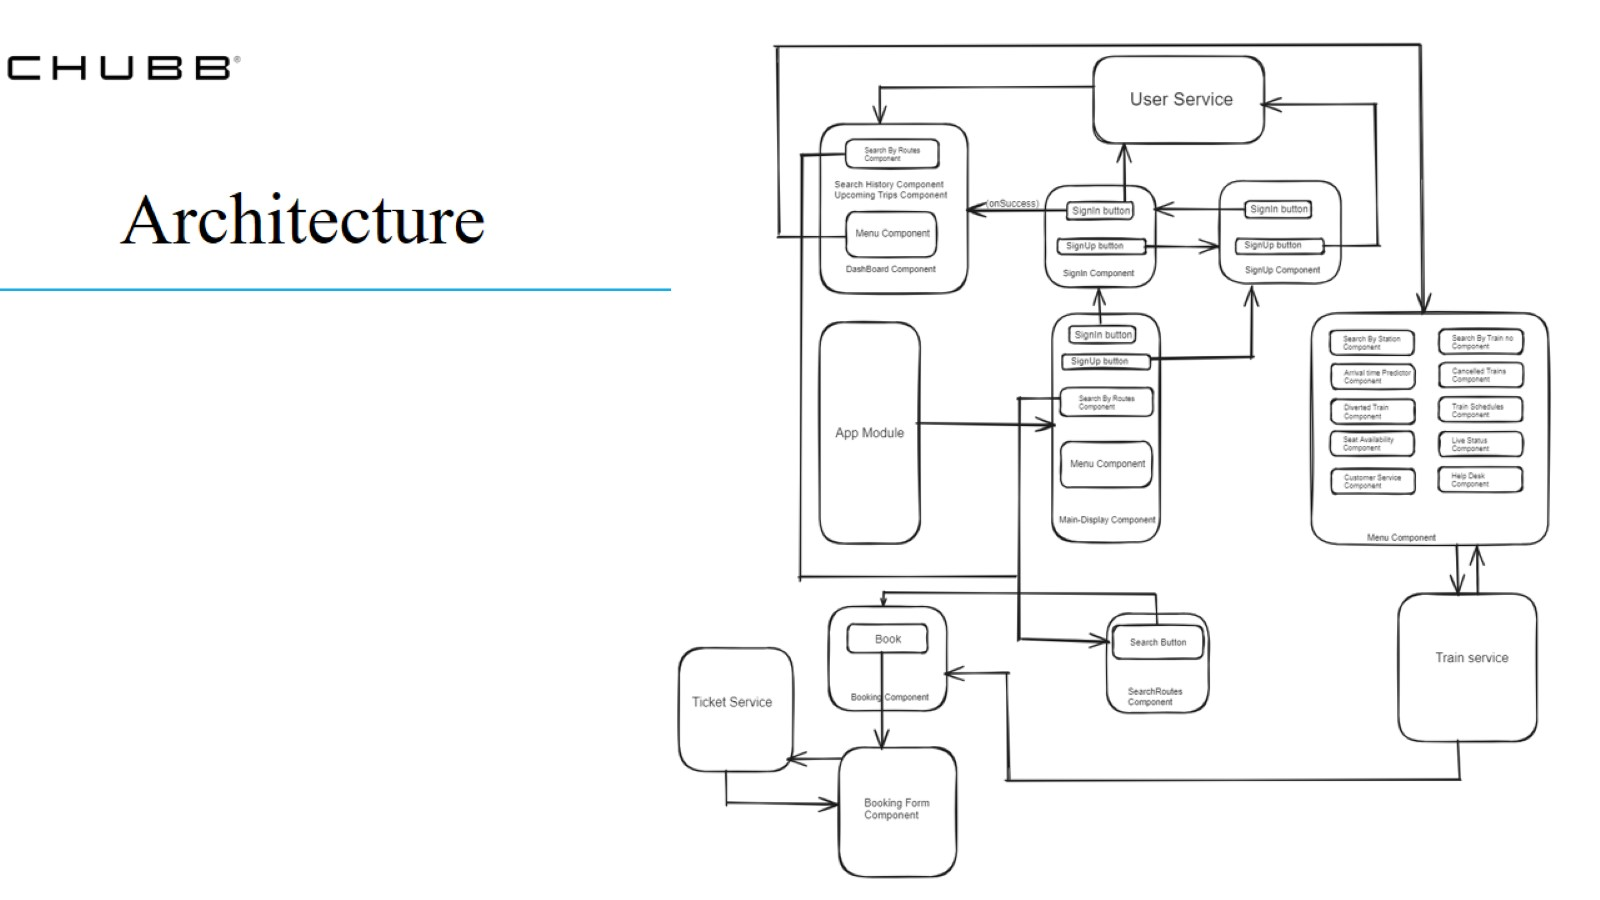 CHUBB®
Architecture
User Service
Search By Routes
Component
Search History Component
Upcoming Trips Component
Menu Component
DashBoard Component
(onSuccess)
SignIn button
SignUp button
SignIn Component
SignIn button
SignUp button
SignUp Component
App Module
SignIn button
SignUp button
Search By Routes
Component
Menu Component
Main-Display Component
Search By Station
Component
Search By Train no
Component
Arrival time Predictor
Component
Cancelled Trains
Component
Diverted Train
Component
Train Schedules
Component
Seat Availability
Component
Live Status
Component
Customer Service
Component
Help Desk
Component
Menu Component
Book
Booking Component
Search Button
SearchRoutes
Component
Train service
Ticket Service
Booking Form
Component